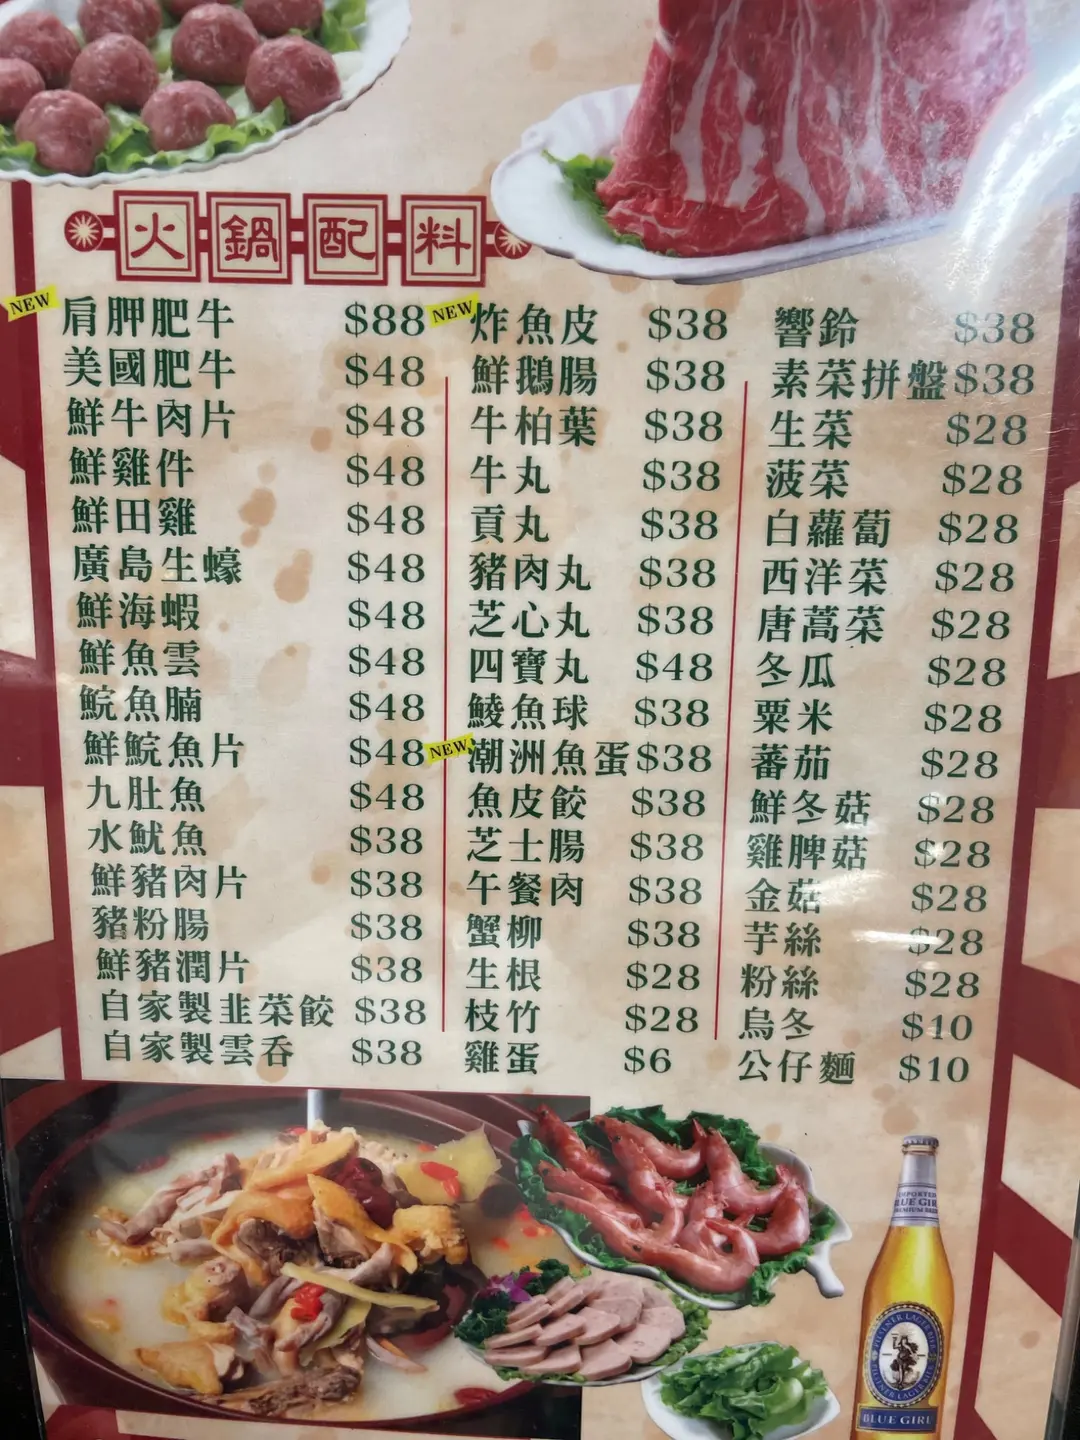 火鍋配料
NEW 肩胛肥牛 $88
美國肥牛 $48
鮮牛肉片 $48
鮮雞件 $48
鮮田雞 $48
廣島生蠔 $48
鮮海蝦 $48
鮮魚雲 $48
鯇魚腩 $48
鮮鯇魚片 $48
九肚魚 $48
水魷魚 $38
鮮豬肉片 $38
豬粉腸 $38
鮮豬潤片 $38
自家製韭菜餃 $38
自家製雲吞 $38
NEW 炸魚皮 $38
鮮鵝腸 $38
牛柏葉 $38
牛丸 $38
貢丸 $38
豬肉丸 $38
芝心丸 $38
四寶丸 $48
鯪魚球 $38
NEW 潮洲魚蛋 $38
魚皮餃 $38
芝士腸 $38
午餐肉 $38
蟹柳 $38
生根 $28
枝竹 $28
雞蛋 $6
響鈴 $38
素菜拼盤 $38
生菜 $28
菠菜 $28
白蘿蔔 $28
西洋菜 $28
唐蒿菜 $28
冬瓜 $28
粟米 $28
蕃茄 $28
鮮冬菇 $28
雞脾菇 $28
金菇 $28
芋絲 $28
粉絲 $28
烏冬 $10
公仔麵 $10
IMPORTED
BLUE GIRL
PREMIUM BEER
BLUE GIRL